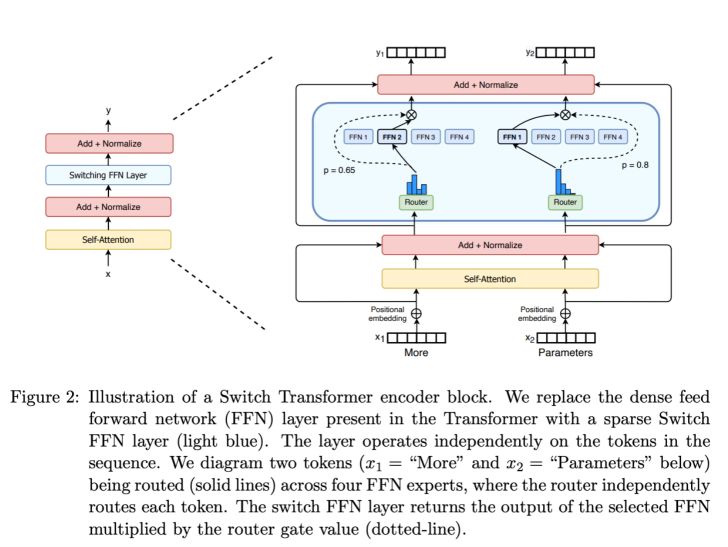 y
Add + Normalize
Switching FFN Layer
Add + Normalize
Self-Attention
x
y1 y2
Add + Normalize
FFN 1 FFN 2 FFN 3 FFN 4 FFN 1 FFN 2 FFN 3 FFN 4
p = 0.65 p = 0.8
Router Router
Add + Normalize
Self-Attention
Positional embedding Positional embedding
x1 x2
More Parameters
Figure 2: Illustration of a Switch Transformer encoder block. We replace the dense feed
forward network (FFN) layer present in the Transformer with a sparse Switch
FFN layer (light blue). The layer operates independently on the tokens in the
sequence. We diagram two tokens (x1 = “More” and x2 = “Parameters” below)
being routed (solid lines) across four FFN experts, where the router independently
routes each token. The switch FFN layer returns the output of the selected FFN
multiplied by the router gate value (dotted-line).